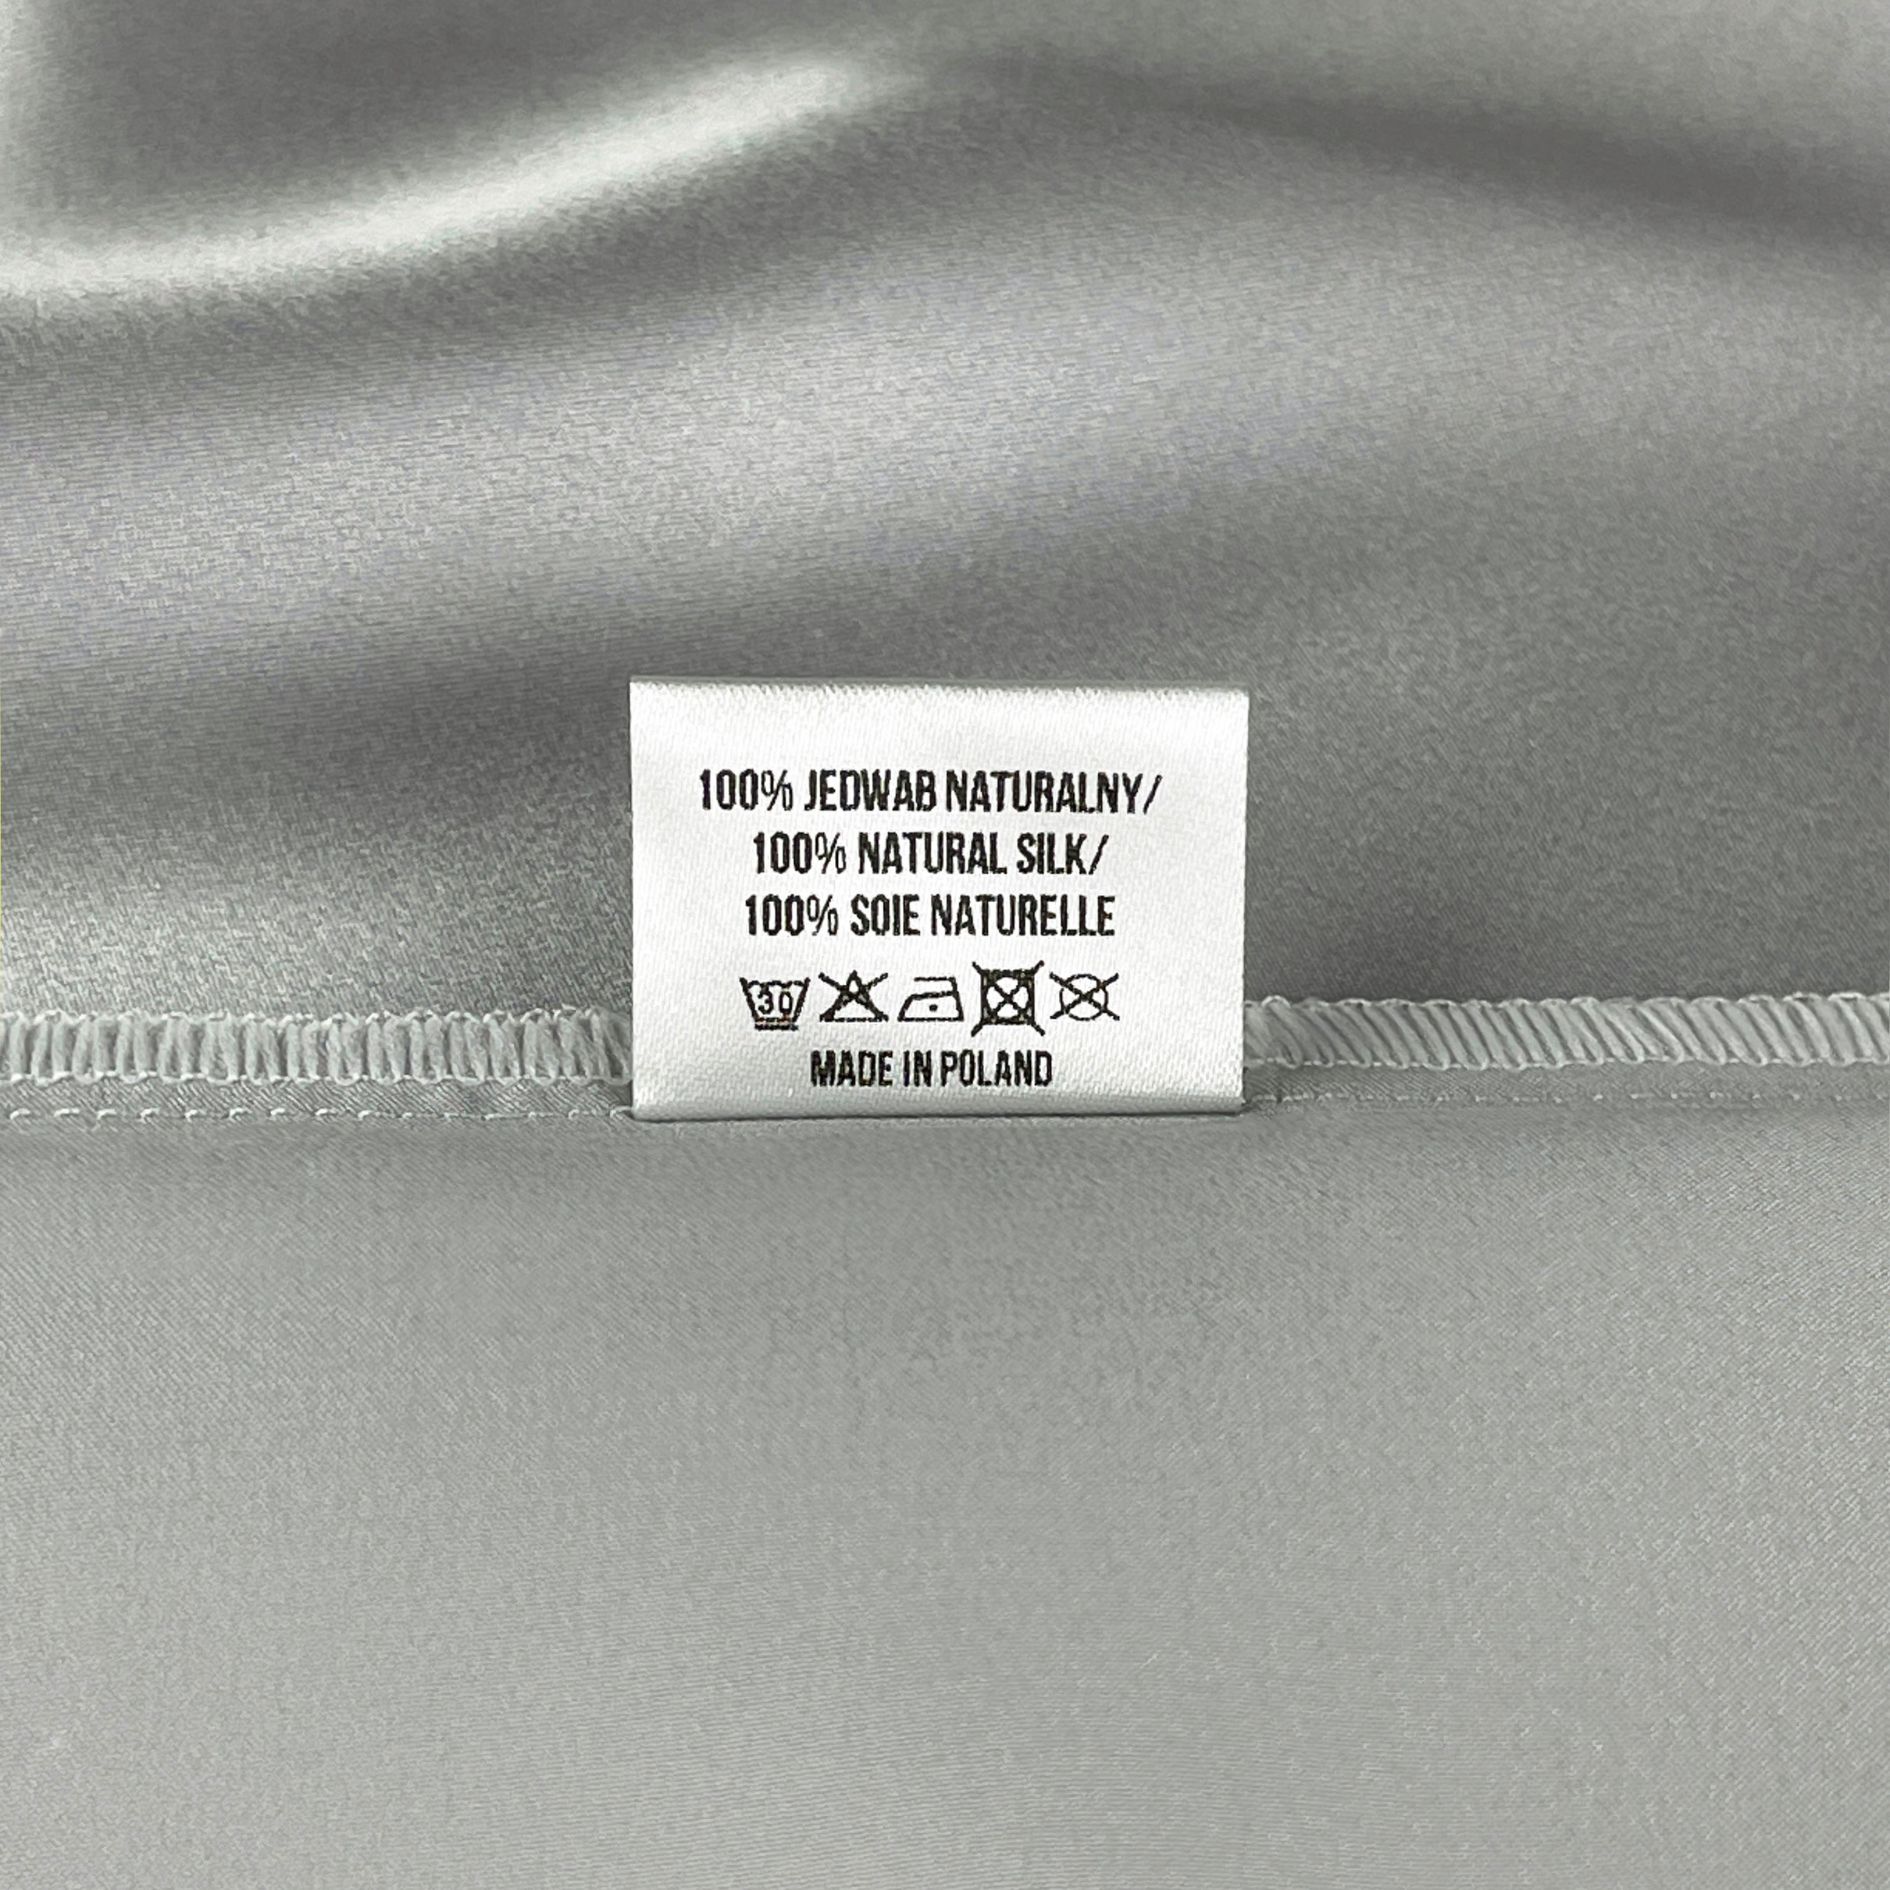 100% JEDWAB NATURALNY/
100% NATURAL SILK/
100% SOIE NATURELLE
30
MADE IN POLAND